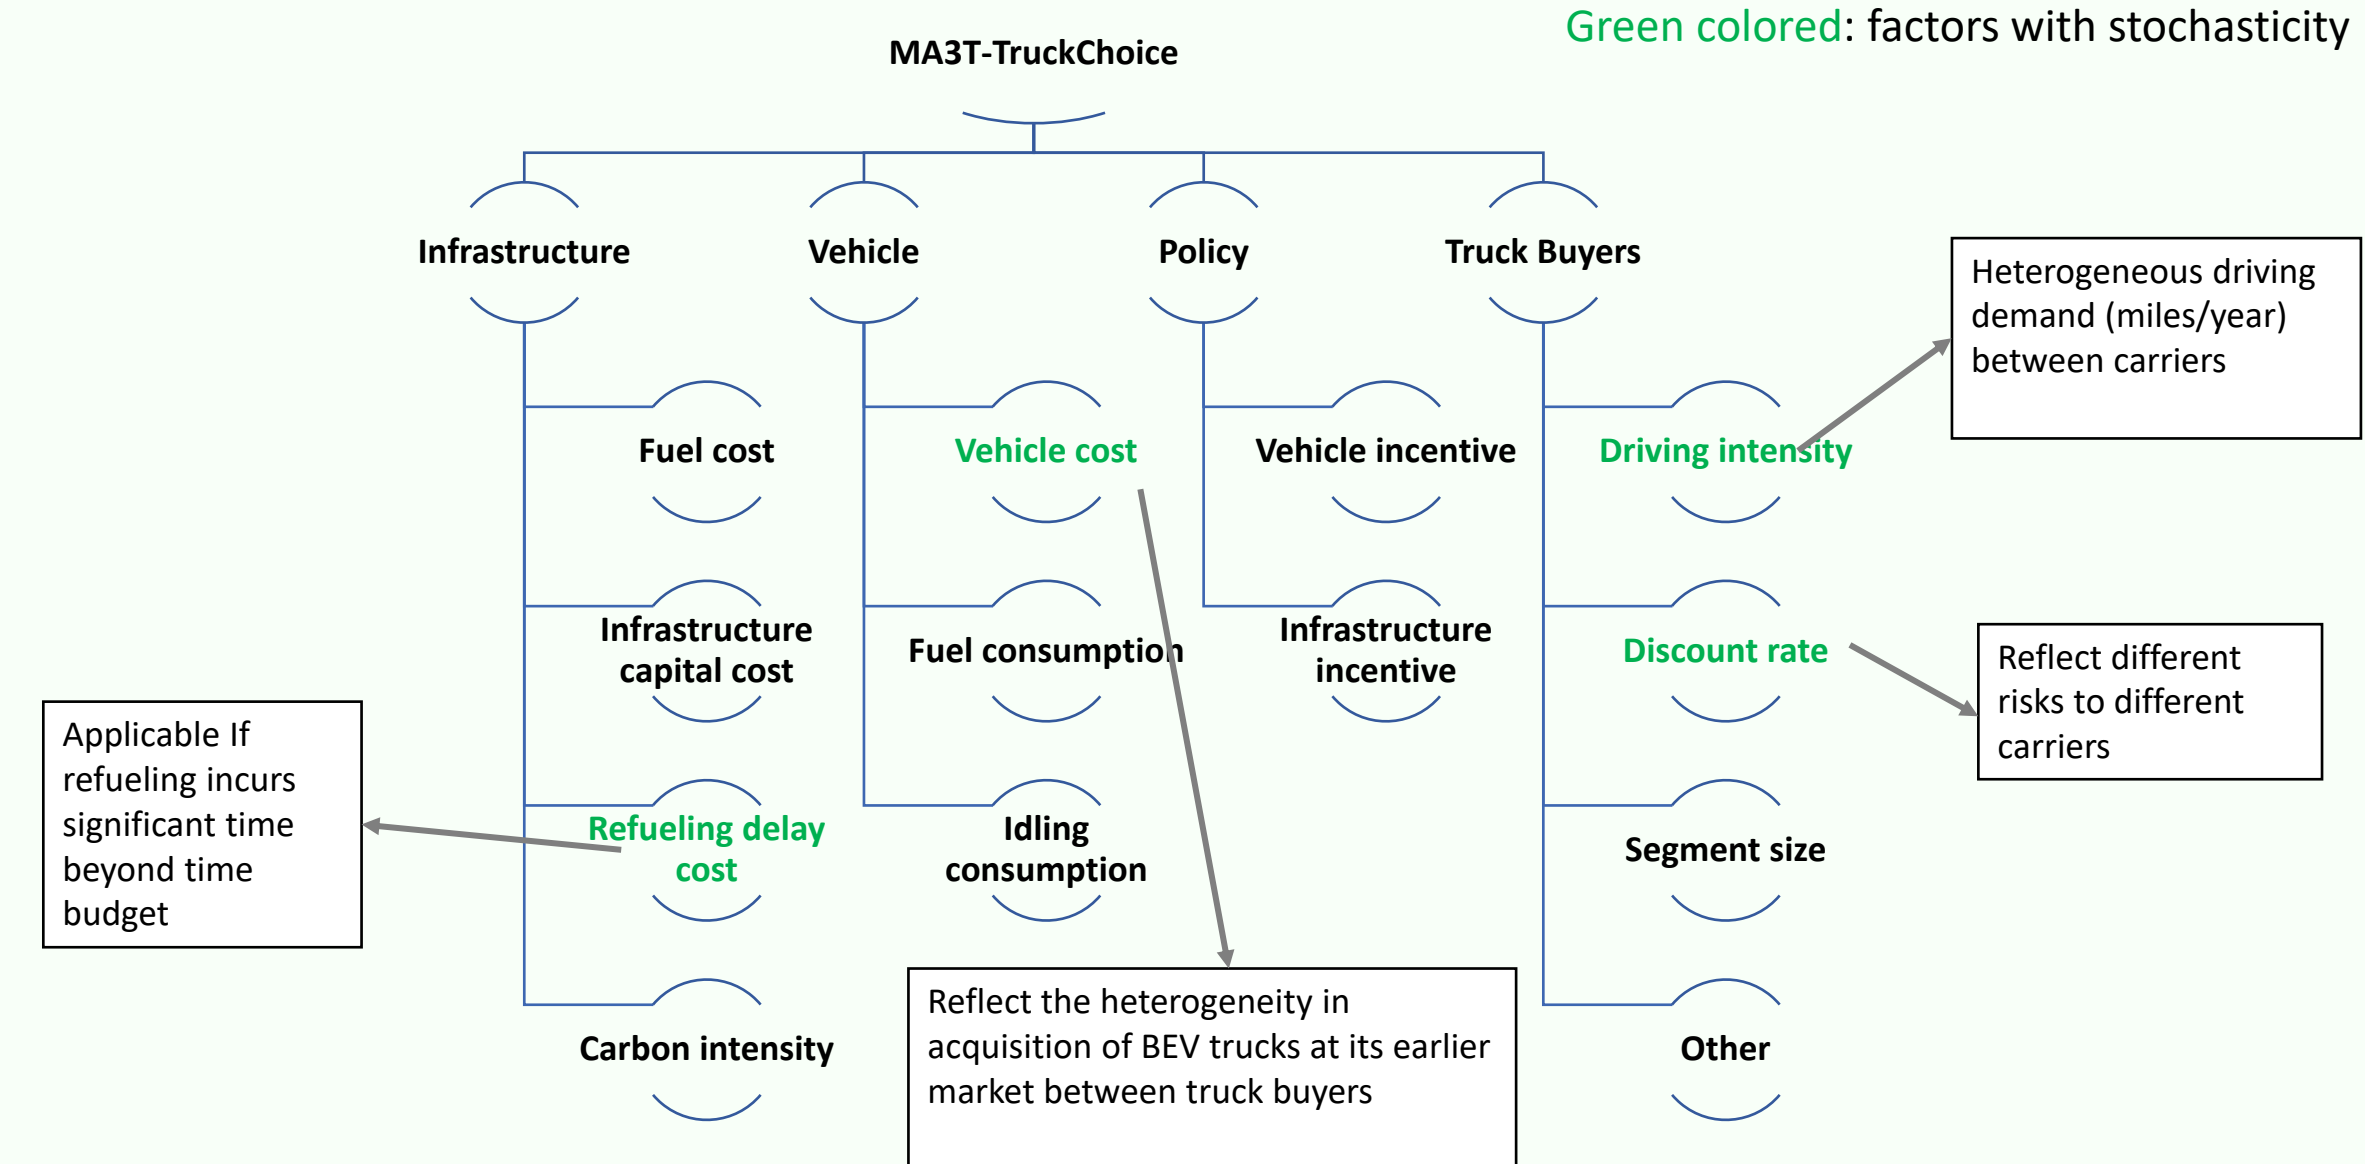 Green colored: factors with stochasticity
MA3T-TruckChoice
Infrastructure
Vehicle
Policy
Truck Buyers
Heterogeneous driving
demand (miles/year)
between carriers
Fuel cost
Vehicle cost
Vehicle incentive
Driving intensity
Infrastructure
capital cost
Fuel consumption
Infrastructure
incentive
Discount rate
Reflect different
risks to different
carriers
Applicable If
refueling incurs
significant time
beyond time
budget
Refueling delay
cost
Idling
consumption
Segment size
Carbon intensity
Reflect the heterogeneity in
acquisition of BEV trucks at its earlier
market between truck buyers
Other